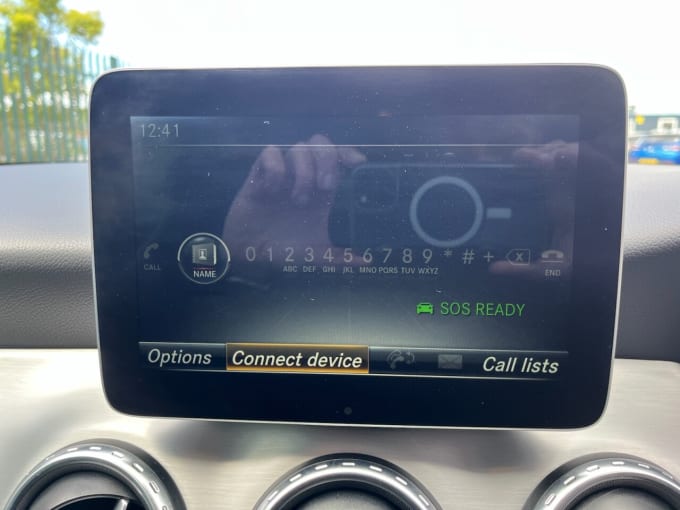 12:41
CALL NAME 0 1 2 3 4 5 6 7 8 9 * # + X END
ABC DEF GHI JKL MNO PQRS TUV WXYZ
SOS READY
Options Connect device Call lists